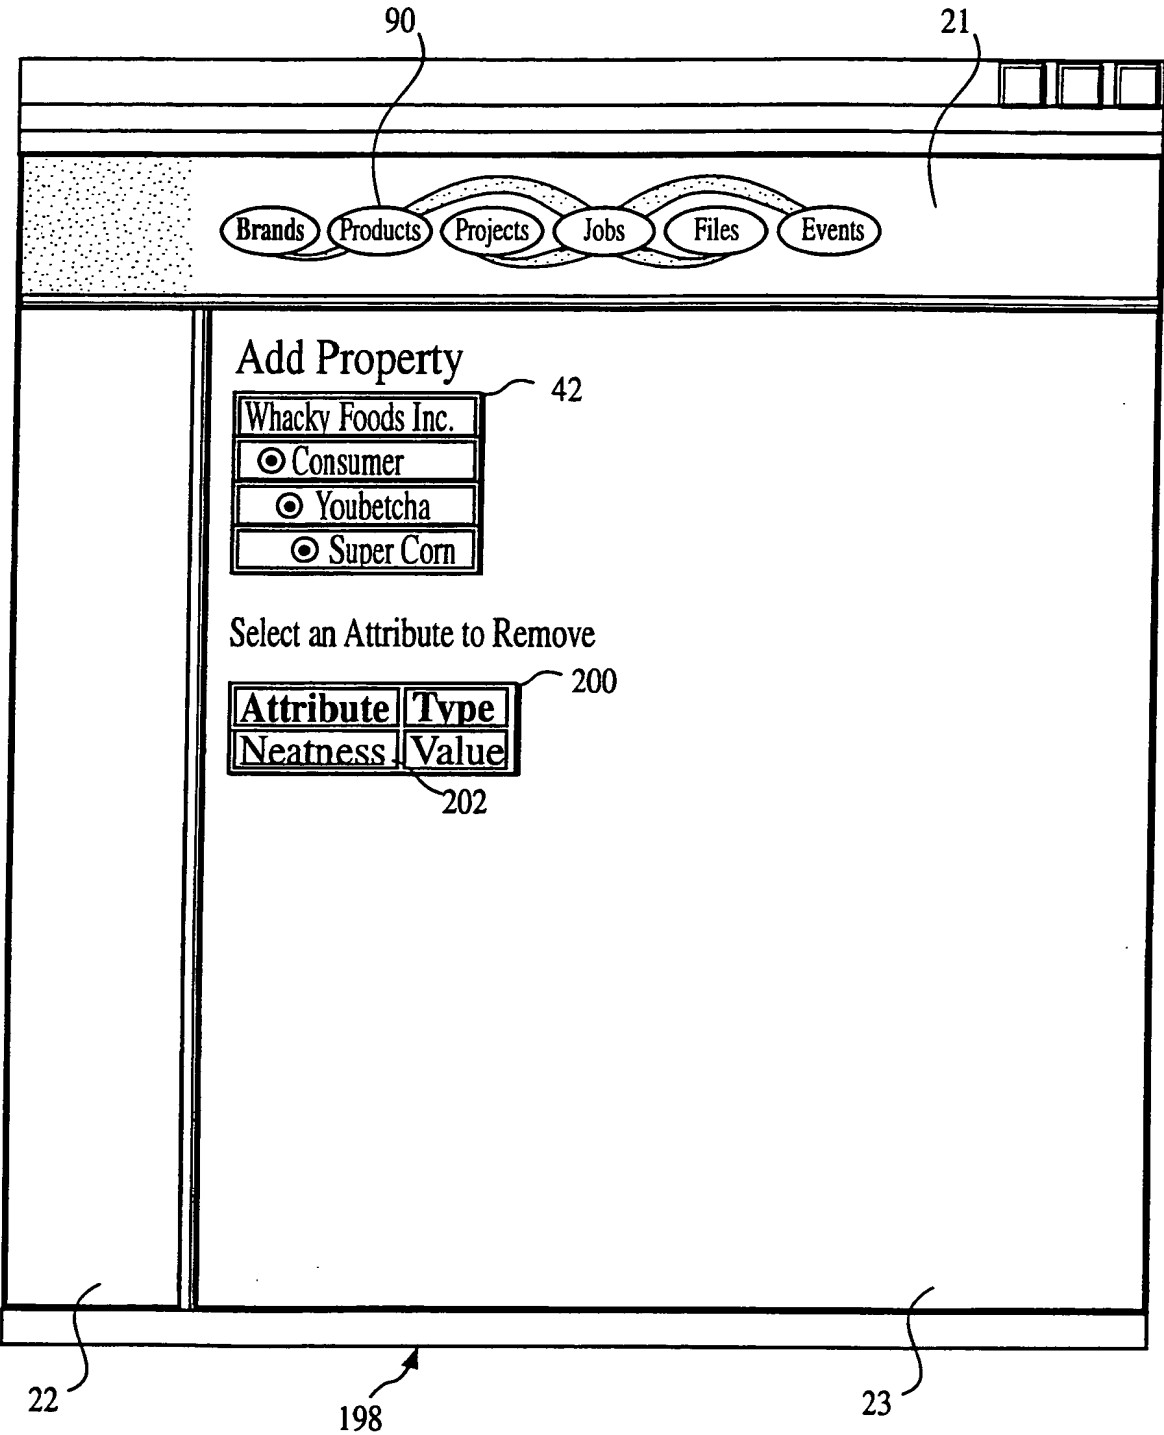 90
21
Brands Products Projects Jobs Files Events
Add Property
42
Whacky Foods Inc.
Consumer
Youbetcha
Super Corn
Select an Attribute to Remove
200
Attribute Type
Neatness Value
202
22
198
23